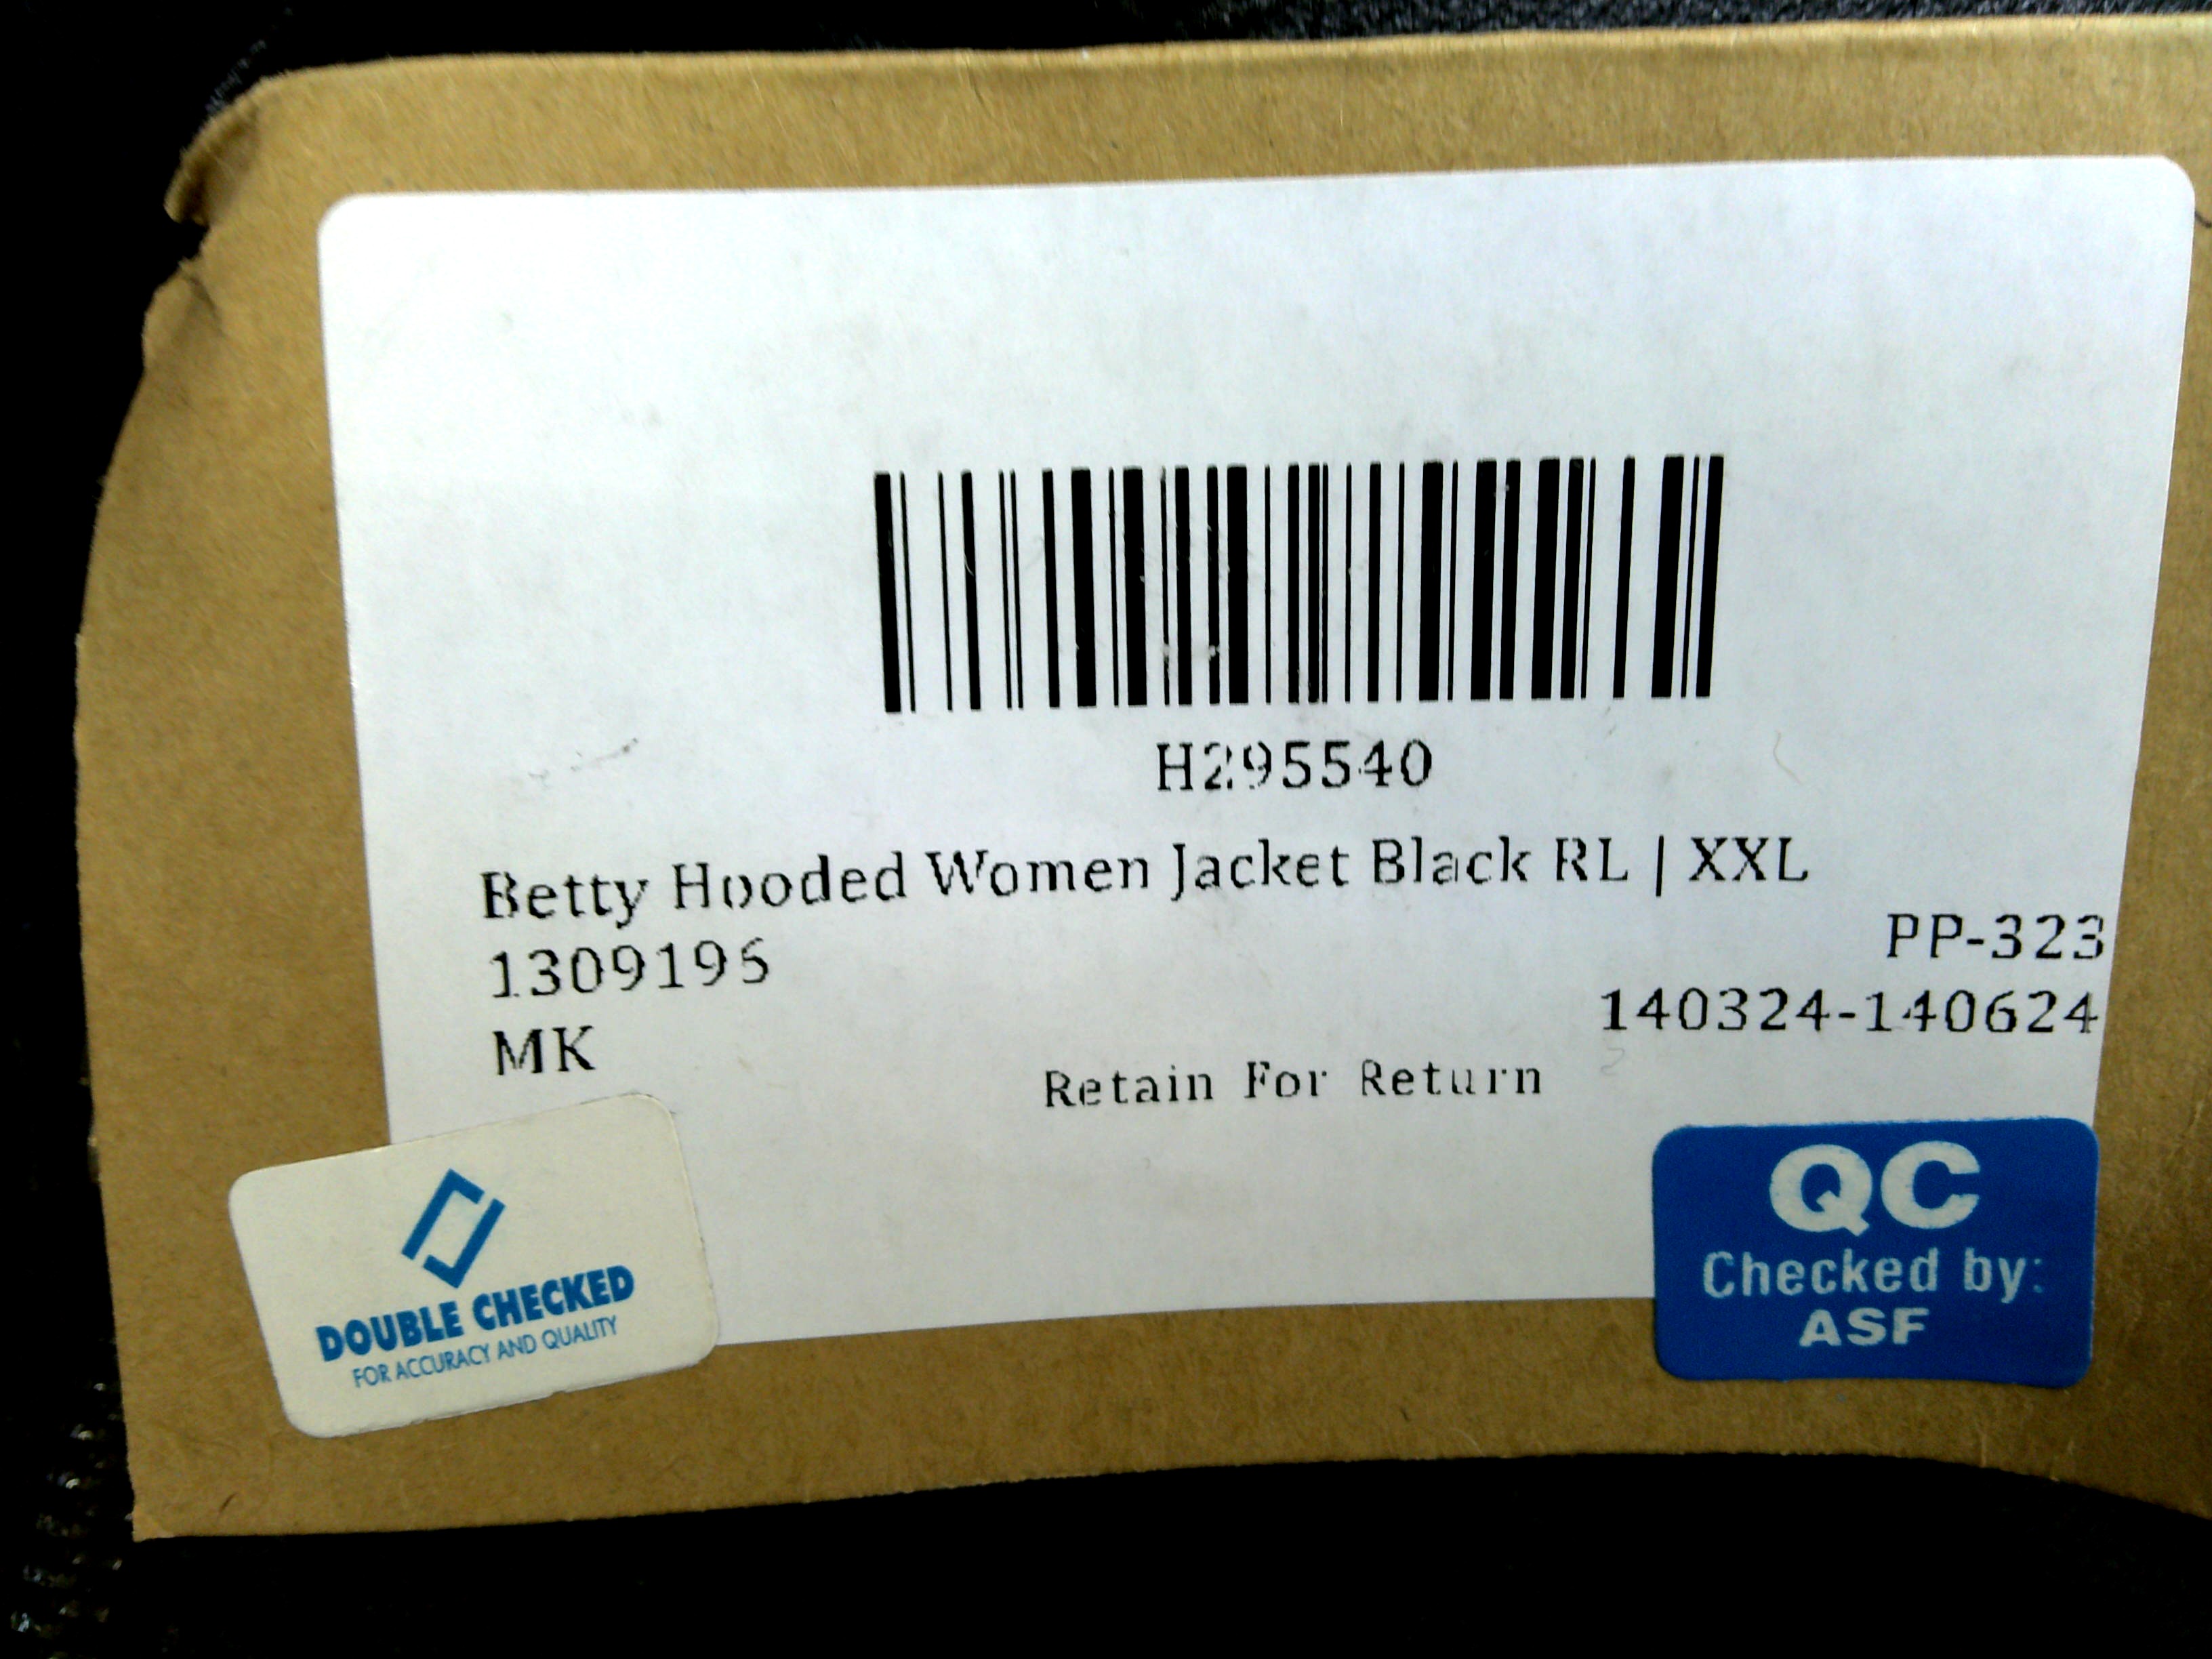 H295540
Betty Hooded Women Jacket Black RL | XXL
PP-323
1309196
140324-140624
MK
Retain For Return
DOUBLE CHECKED
FOR ACCURACY AND QUALITY
QC
Checked by:
ASF